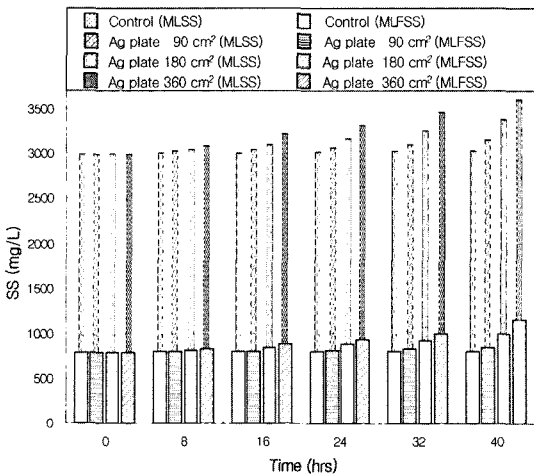 Control (MLSS) Control (MLFSS)
Ag plate 90 cm² (MLSS) Ag plate 90 cm² (MLFSS)
Ag plate 180 cm² (MLSS) Ag plate 180 cm² (MLFSS)
Ag plate 360 cm² (MLSS) Ag plate 360 cm² (MLFSS)
3500
3000
2500
2000
1500
1000
500
0
SS (mg/L)
0 8 16 24 32 40
Time (hrs)